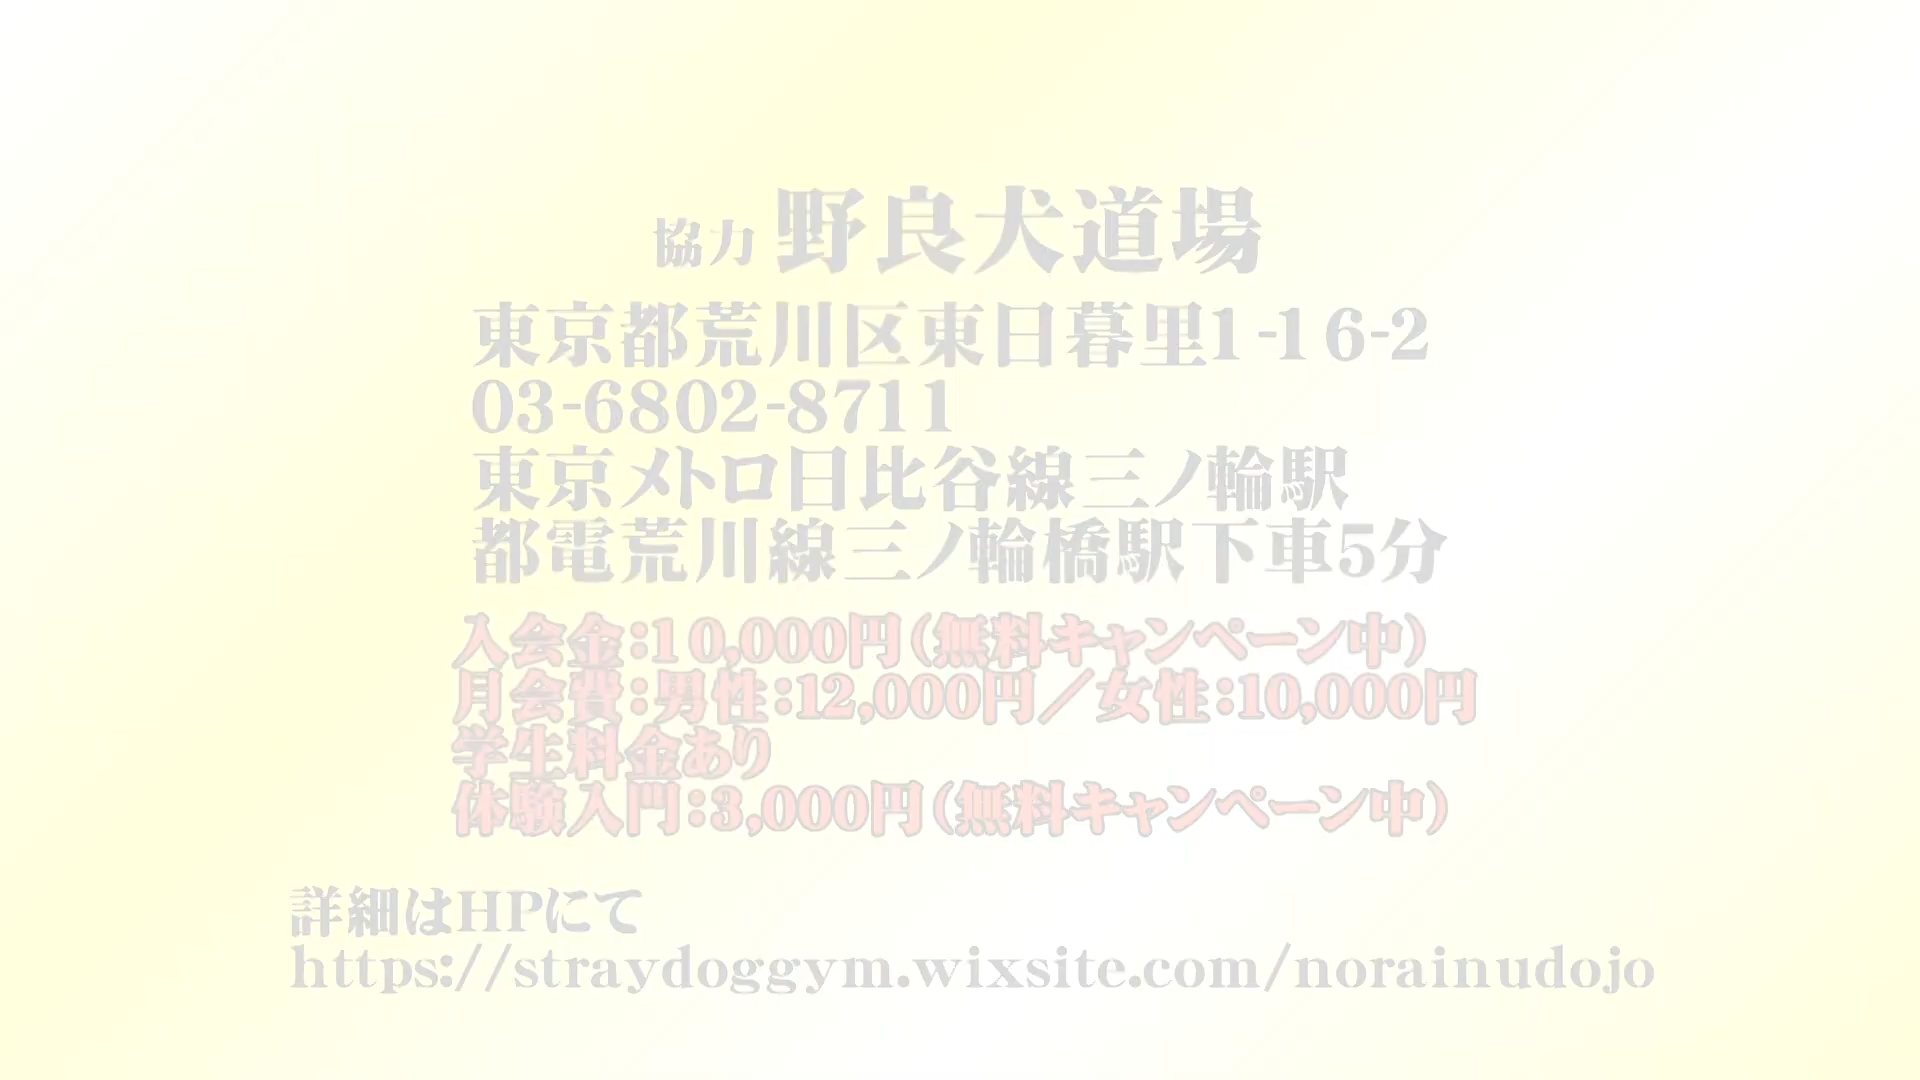 協力 野良犬道場
東京都荒川区東日暮里1-16-2
03-6802-8711
東京メトロ日比谷線三ノ輪駅
都電荒川線三ノ輪橋駅下車5分
入会金：10,000円（無料キャンペーン中）
月会費：男性：12,000円／女性：10,000円
学生料金あり
体験入門：3,000円（無料キャンペーン中）
詳細はHPにて
https://straydoggym.wixsite.com/norainudojo